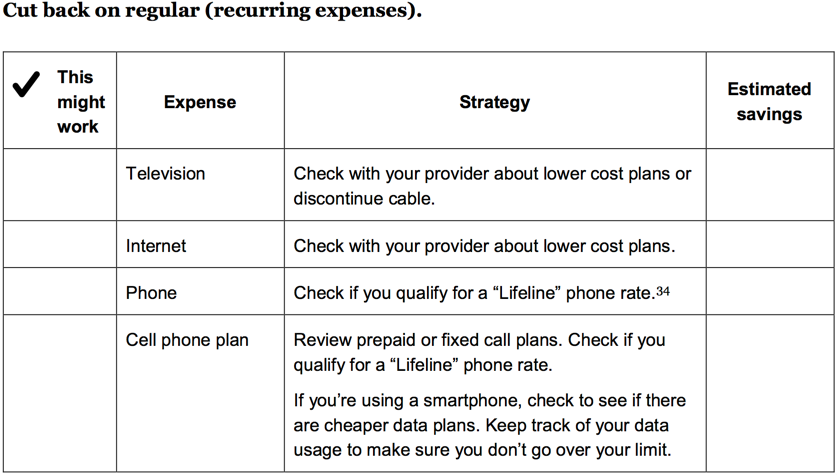 Cut back on regular (recurring expenses).
✓ This
might
work
Expense
Strategy
Estimated
savings
Television
Check with your provider about lower cost plans or
discontinue cable.
Internet
Check with your provider about lower cost plans.
Phone
Check if you qualify for a “Lifeline” phone rate.34
Cell phone plan
Review prepaid or fixed call plans. Check if you
qualify for a “Lifeline” phone rate.
If you’re using a smartphone, check to see if there
are cheaper data plans. Keep track of your data
usage to make sure you don’t go over your limit.